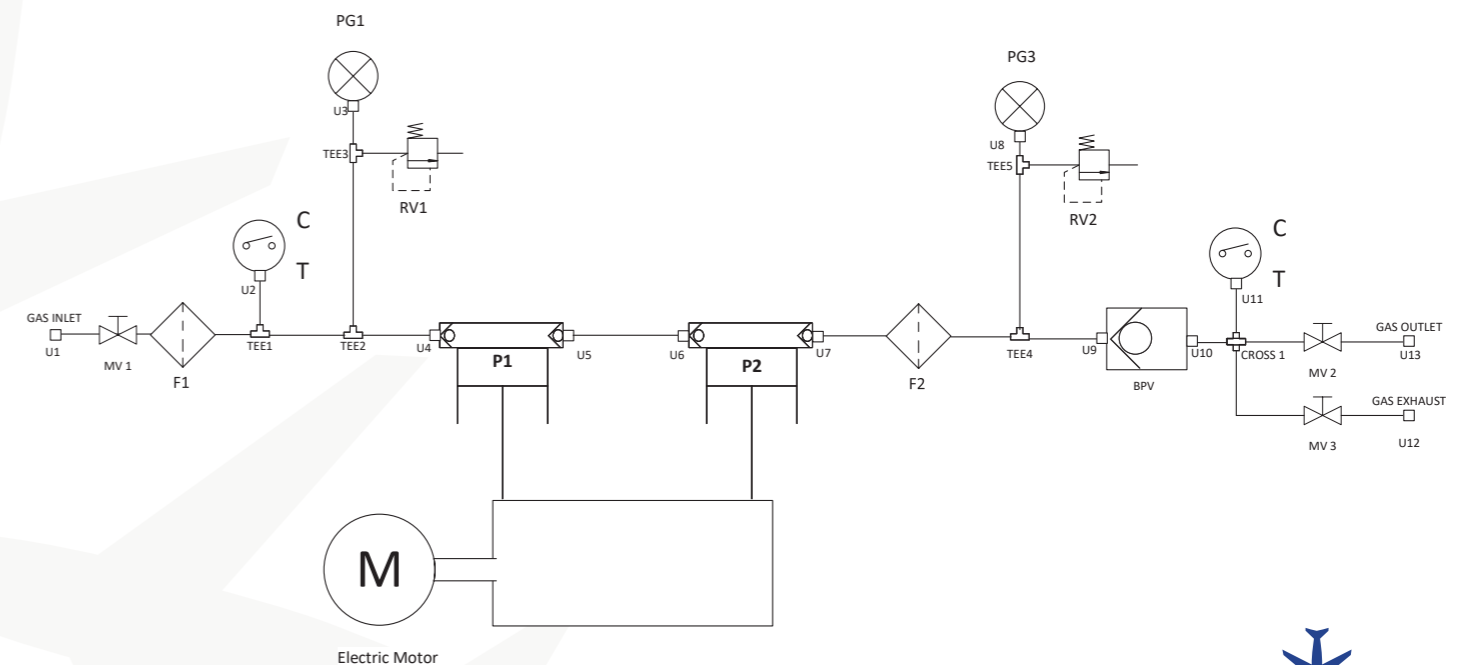 PG1
PG3
U3
TEE3
RV1
U8
TEE5
RV2
C
T
U2
C
T
U11
GAS INLET
U1
MV 1
F1
TEE1
TEE2
U4
P1
U5
U6
P2
U7
F2
TEE4
U9
BPV
U10
CROSS 1
GAS OUTLET
U13
MV 2
GAS EXHAUST
U12
MV 3
M
Electric Motor